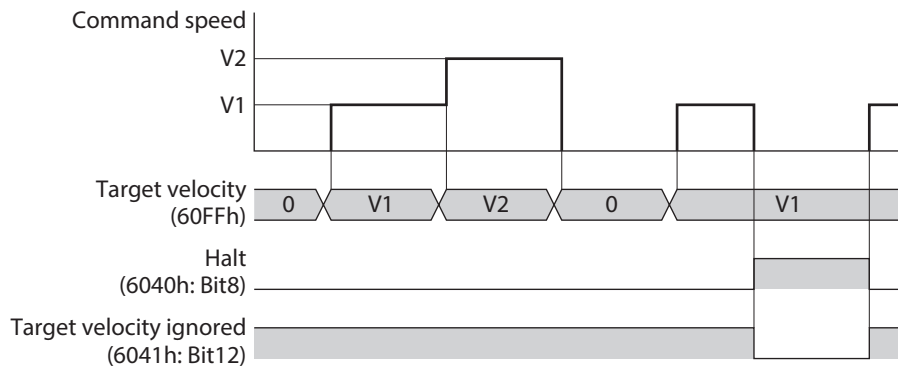 Command speed
V2
V1
Target velocity
(60FFh)
0 V1 V2 0 V1
Halt
(6040h: Bit8)
Target velocity ignored
(6041h: Bit12)